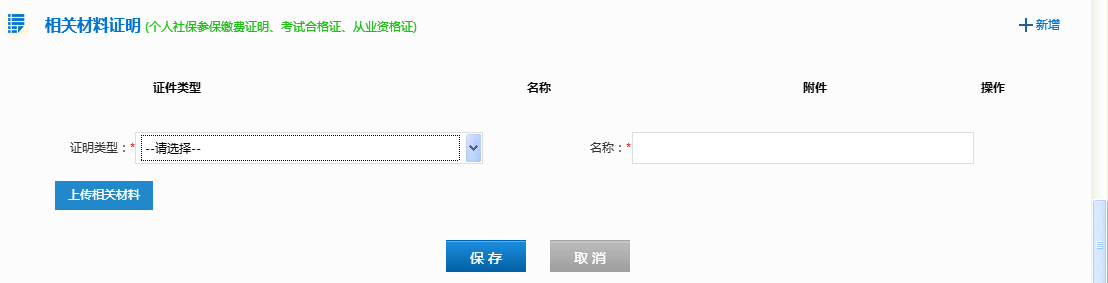 相关材料证明 (个人社保参保缴费证明、考试合格证、从业资格证) 新增
证件类型 名称 附件 操作
证明类型：* --请选择-- 名称：*
上传相关材料
保存 取消